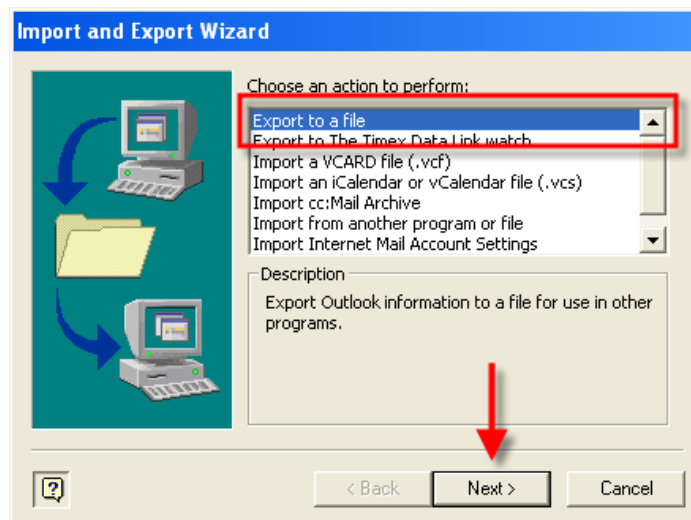 Import and Export Wizard
Choose an action to perform:
Export to a file
Export to The Timex Data Link watch
Import a VCARD file (.vcf)
Import an iCalendar or vCalendar file (.vcs)
Import cc:Mail Archive
Import from another program or file
Import Internet Mail Account Settings
Description
Export Outlook information to a file for use in other
programs.
?
< Back Next > Cancel